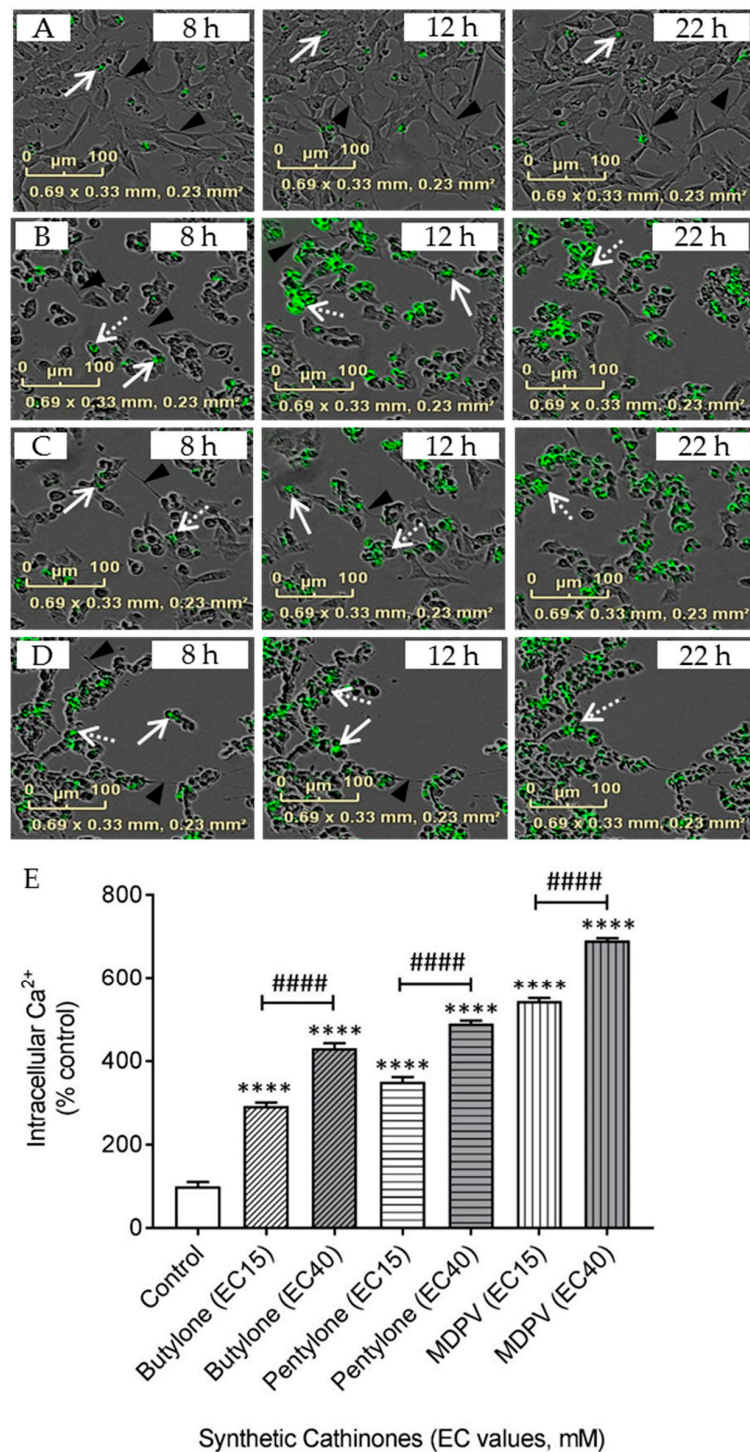 A
8 h
12 h
22 h
0 µm 100
0.69 x 0.33 mm, 0.23 mm²
0 µm 100
0.69 x 0.33 mm, 0.23 mm²
0 µm 100
0.69 x 0.33 mm, 0.23 mm²
B
8 h
12 h
22 h
0 µm 100
0.69 x 0.33 mm, 0.23 mm²
0 µm 100
0.69 x 0.33 mm, 0.23 mm²
0 µm 100
0.69 x 0.33 mm, 0.23 mm²
C
8 h
12 h
22 h
0 µm 100
0.69 x 0.33 mm, 0.23 mm²
0 µm 100
0.69 x 0.33 mm, 0.23 mm²
0 µm 100
0.69 x 0.33 mm, 0.23 mm²
D
8 h
12 h
22 h
0 µm 100
0.69 x 0.33 mm, 0.23 mm²
0 µm 100
0.69 x 0.33 mm, 0.23 mm²
0 µm 100
0.69 x 0.33 mm, 0.23 mm²
E
Intracellular Ca²⁺
(% control)
800
600
400
200
0
####
####
####
****
****
****
****
****
****
Control
Butylone (EC15)
Butylone (EC40)
Pentylone (EC15)
Pentylone (EC40)
MDPV (EC15)
MDPV (EC40)
Synthetic Cathinones (EC values, mM)